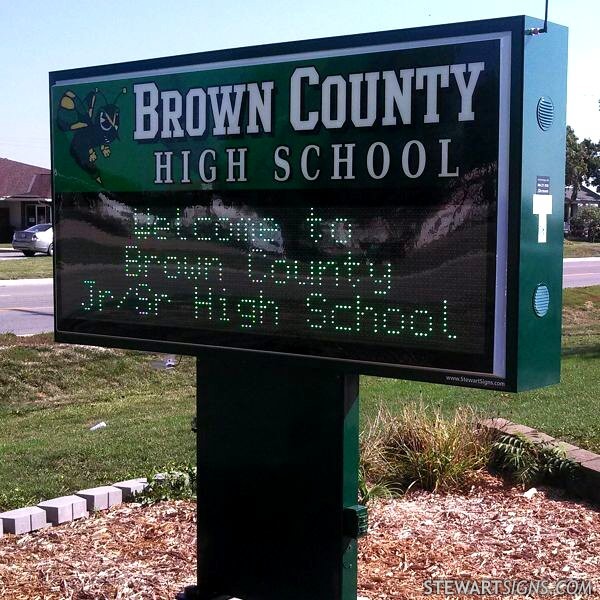 BROWN COUNTY
HIGH SCHOOL
Welcome to
Brown County
Jr/Sr High School
www.StewartSigns.com
STEWARTSIGNS.COM